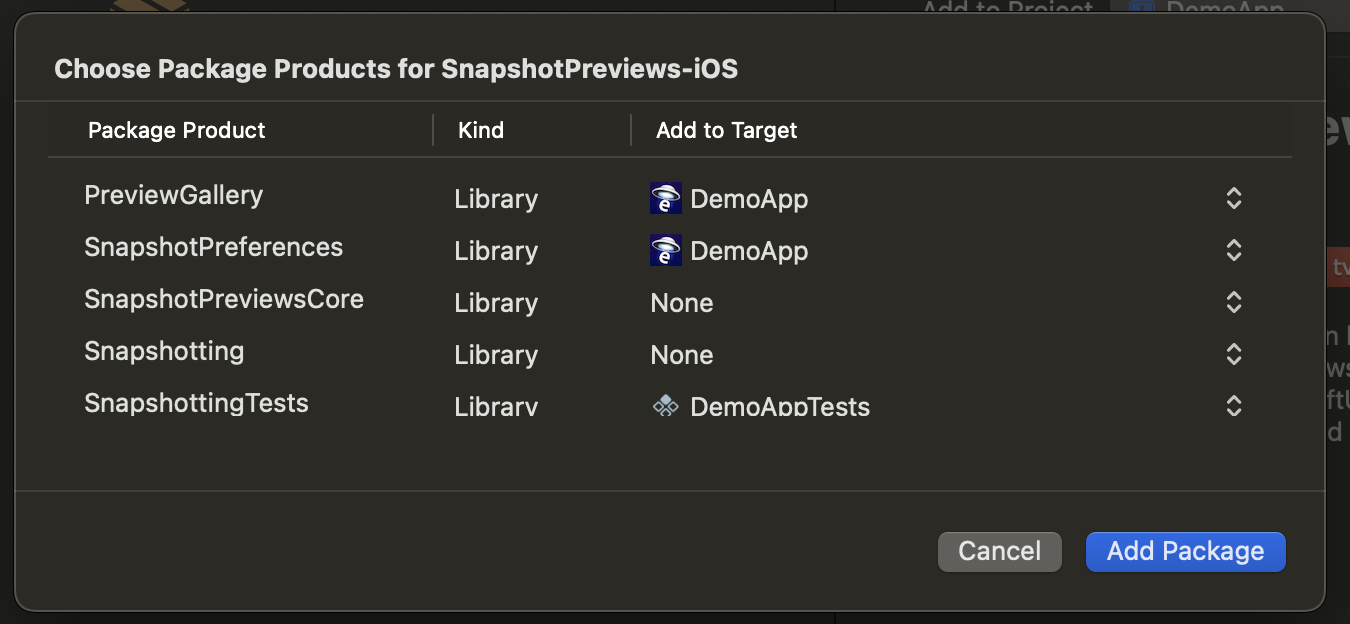 Add to Project DemoApp
Choose Package Products for SnapshotPreviews-iOS
Package Product Kind Add to Target
PreviewGallery Library DemoApp
SnapshotPreferences Library DemoApp
SnapshotPreviewsCore Library None
Snapshotting Library None
SnapshottingTests Library DemoAppTests
Cancel Add Package